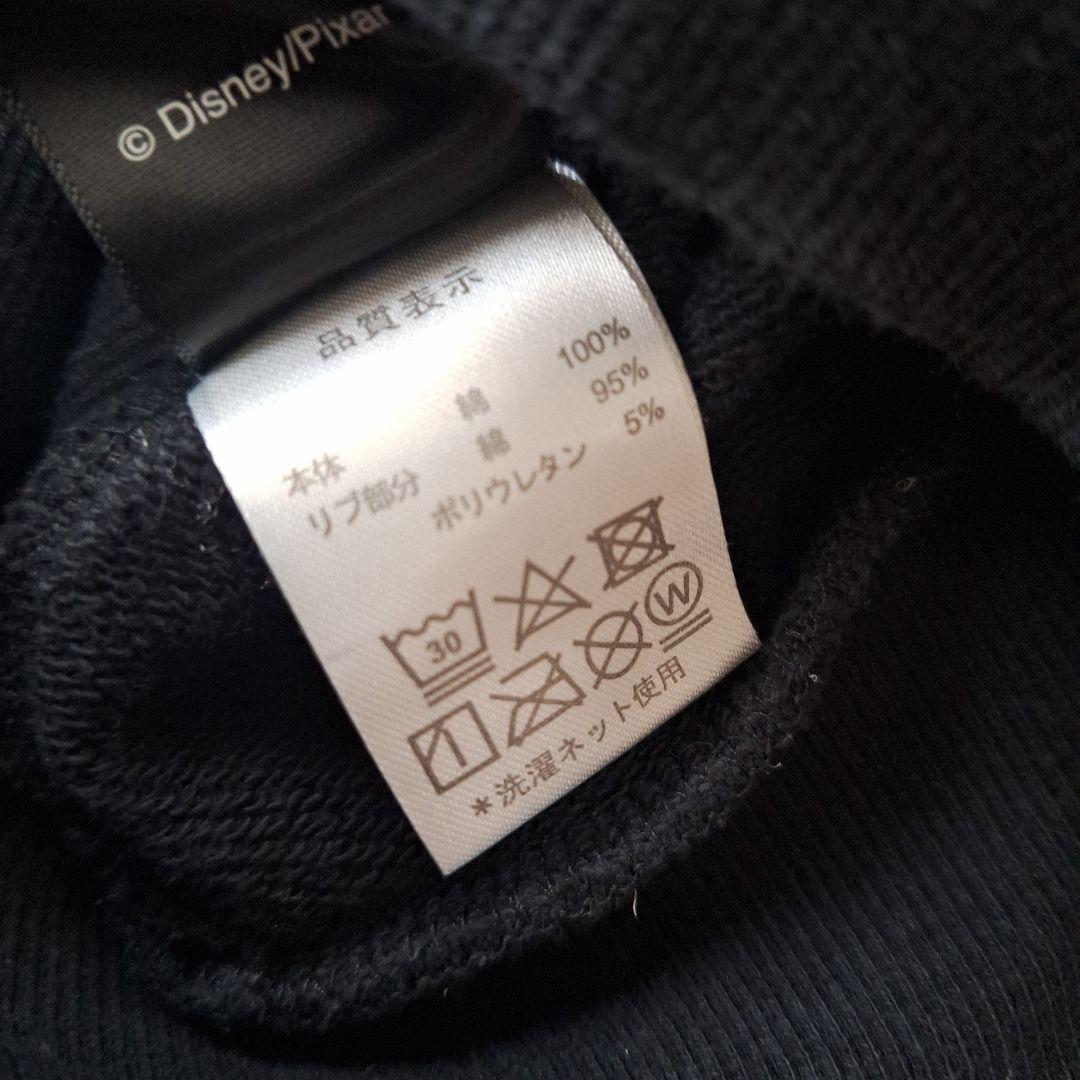 © Disney/Pixar
品質表示
本体 綿 100%
リブ部分 綿 95%
ポリウレタン 5%
30
W
*洗濯ネット使用